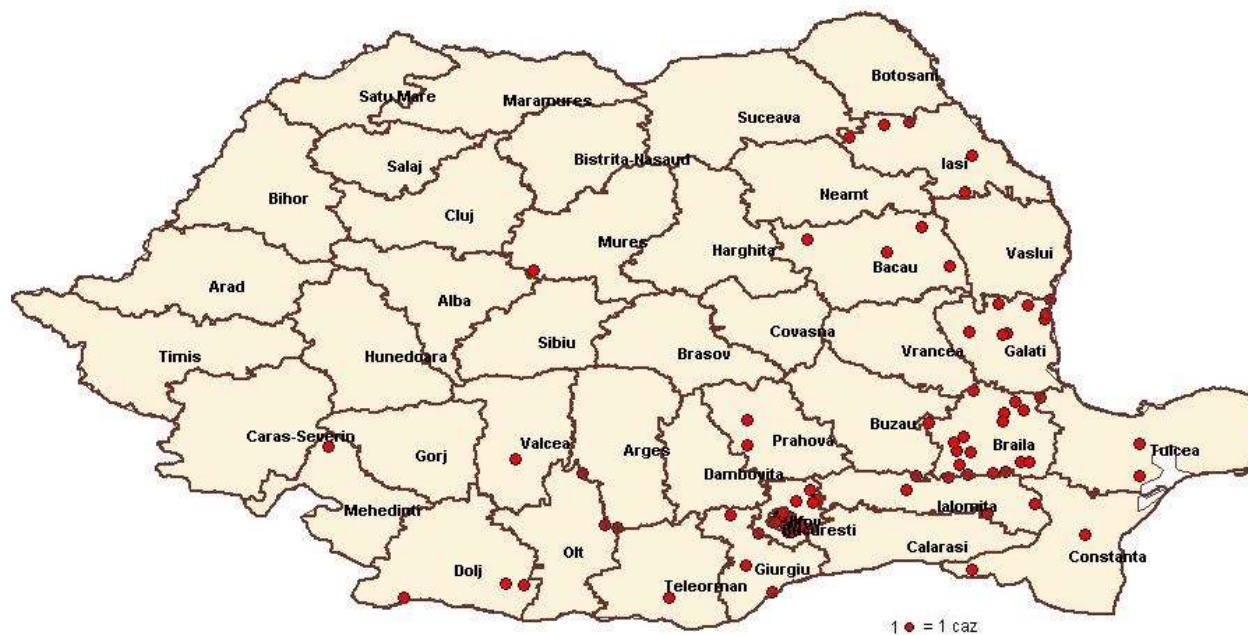 Botosani
Satu Mare
Maramures
Suceava
Iasi
Salaj
Bistrita-Nasaud
Bihor
Neamt
Cluj
Mures
Harghita
Vaslui
Bacau
Arad
Alba
Covasna
Timis
Hunedoara
Sibiu
Brasov
Vrancea
Galati
Caras-Severin
Gorj
Valcea
Arges
Prahova
Buzau
Braila
Tulcea
Dambovita
Mehedinti
Ialomita
Ilfov
Bucuresti
Olt
Calarasi
Constanta
Dolj
Teleorman
Giurgiu
1 ● = 1 caz